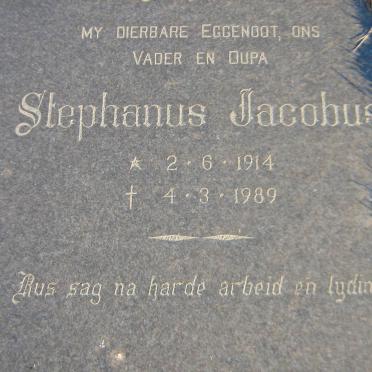 MY DIERBARE EGGENOOT, ONS
VADER EN OUPA
Stephanus Jacobus
★ 2·6·1914
† 4·3·1989
Rus sag na harde arbeid en lydin